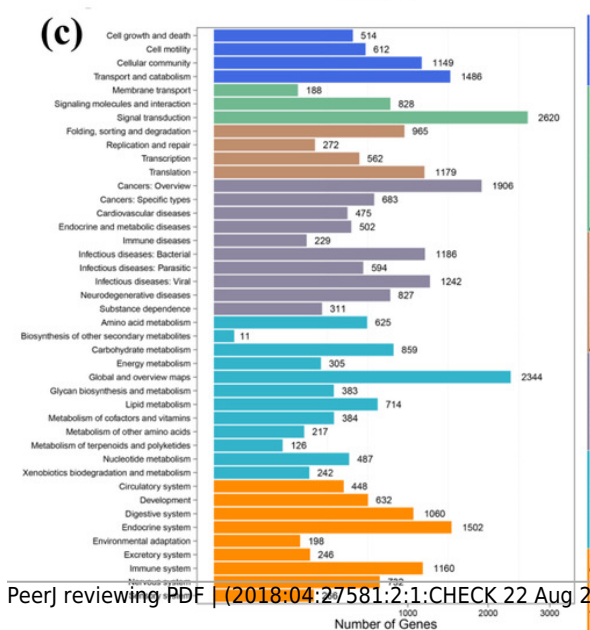 (c)
Cell growth and death 514
Cell motility 612
Cellular community 1149
Transport and catabolism 1486
Membrane transport 188
Signaling molecules and interaction 828
Signal transduction 2620
Folding, sorting and degradation 965
Replication and repair 272
Transcription 562
Translation 1179
Cancers: Overview 1906
Cancers: Specific types 683
Cardiovascular diseases 475
Endocrine and metabolic diseases 502
Immune diseases 229
Infectious diseases: Bacterial 1186
Infectious diseases: Parasitic 594
Infectious diseases: Viral 1242
Neurodegenerative diseases 827
Substance dependence 311
Amino acid metabolism 625
Biosynthesis of other secondary metabolites 11
Carbohydrate metabolism 859
Energy metabolism 305
Global and overview maps 2344
Glycan biosynthesis and metabolism 383
Lipid metabolism 714
Metabolism of cofactors and vitamins 384
Metabolism of other amino acids 217
Metabolism of terpenoids and polyketides 126
Nucleotide metabolism 487
Xenobiotics biodegradation and metabolism 242
Circulatory system 448
Development 632
Digestive system 1060
Endocrine system 1502
Environmental adaptation 198
Excretory system 246
Immune system 1160
Nervous system 732
PeerJ reviewing PDF | (2018:04:27581:2:1:CHECK 22 Aug 2
1000 2000 3000
Number of Genes